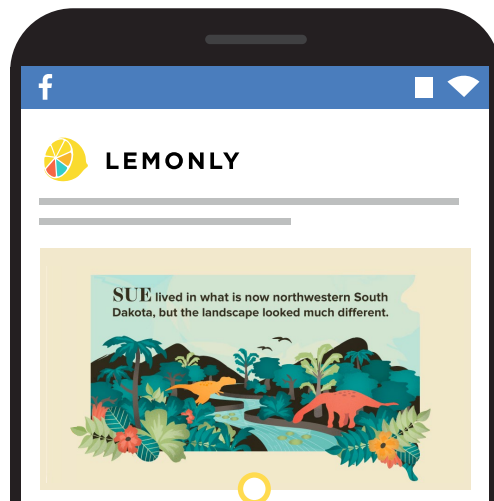 f
LEMONLY
SUE lived in what is now northwestern South
Dakota, but the landscape looked much different.